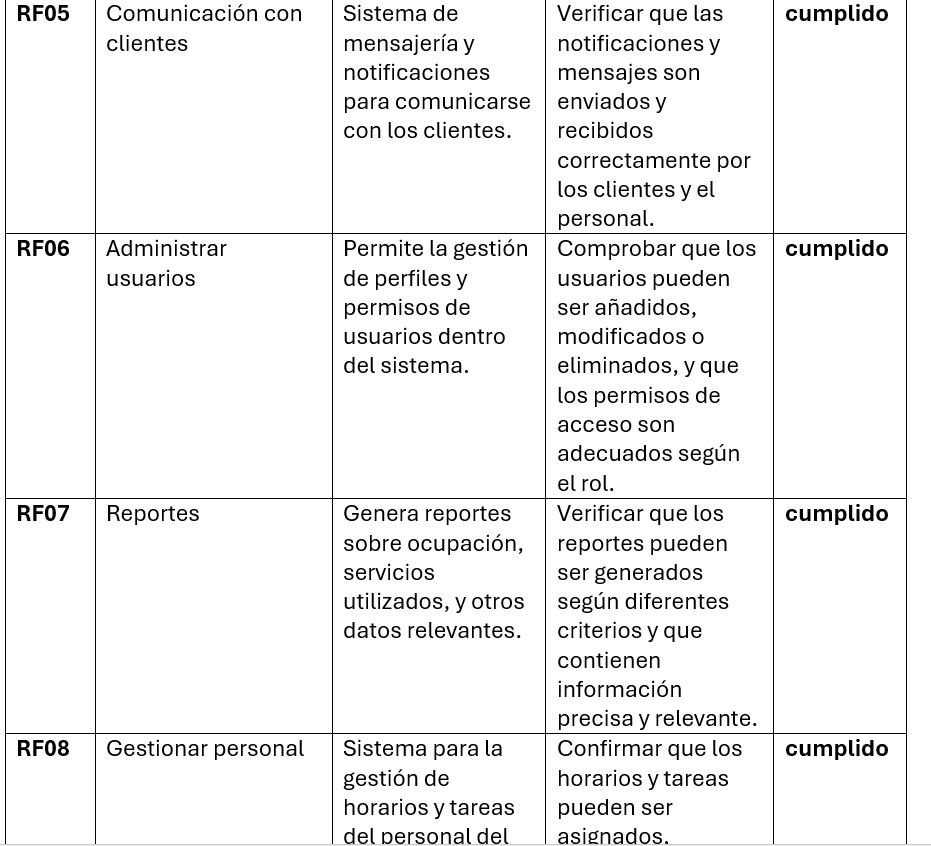 RF05
Comunicación con
clientes
Sistema de
mensajería y
notificaciones
para comunicarse
con los clientes.
Verificar que las
notificaciones y
mensajes son
enviados y
recibidos
correctamente por
los clientes y el
personal.
cumplido
RF06
Administrar
usuarios
Permite la gestión
de perfiles y
permisos de
usuarios dentro
del sistema.
Comprobar que los
usuarios pueden
ser añadidos,
modificados o
eliminados, y que
los permisos de
acceso son
adecuados según
el rol.
cumplido
RF07
Reportes
Genera reportes
sobre ocupación,
servicios
utilizados, y otros
datos relevantes.
Verificar que los
reportes pueden
ser generados
según diferentes
criterios y que
contienen
información
precisa y relevante.
cumplido
RF08
Gestionar personal
Sistema para la
gestión de
horarios y tareas
del personal del
Confirmar que los
horarios y tareas
pueden ser
asignados,
cumplido